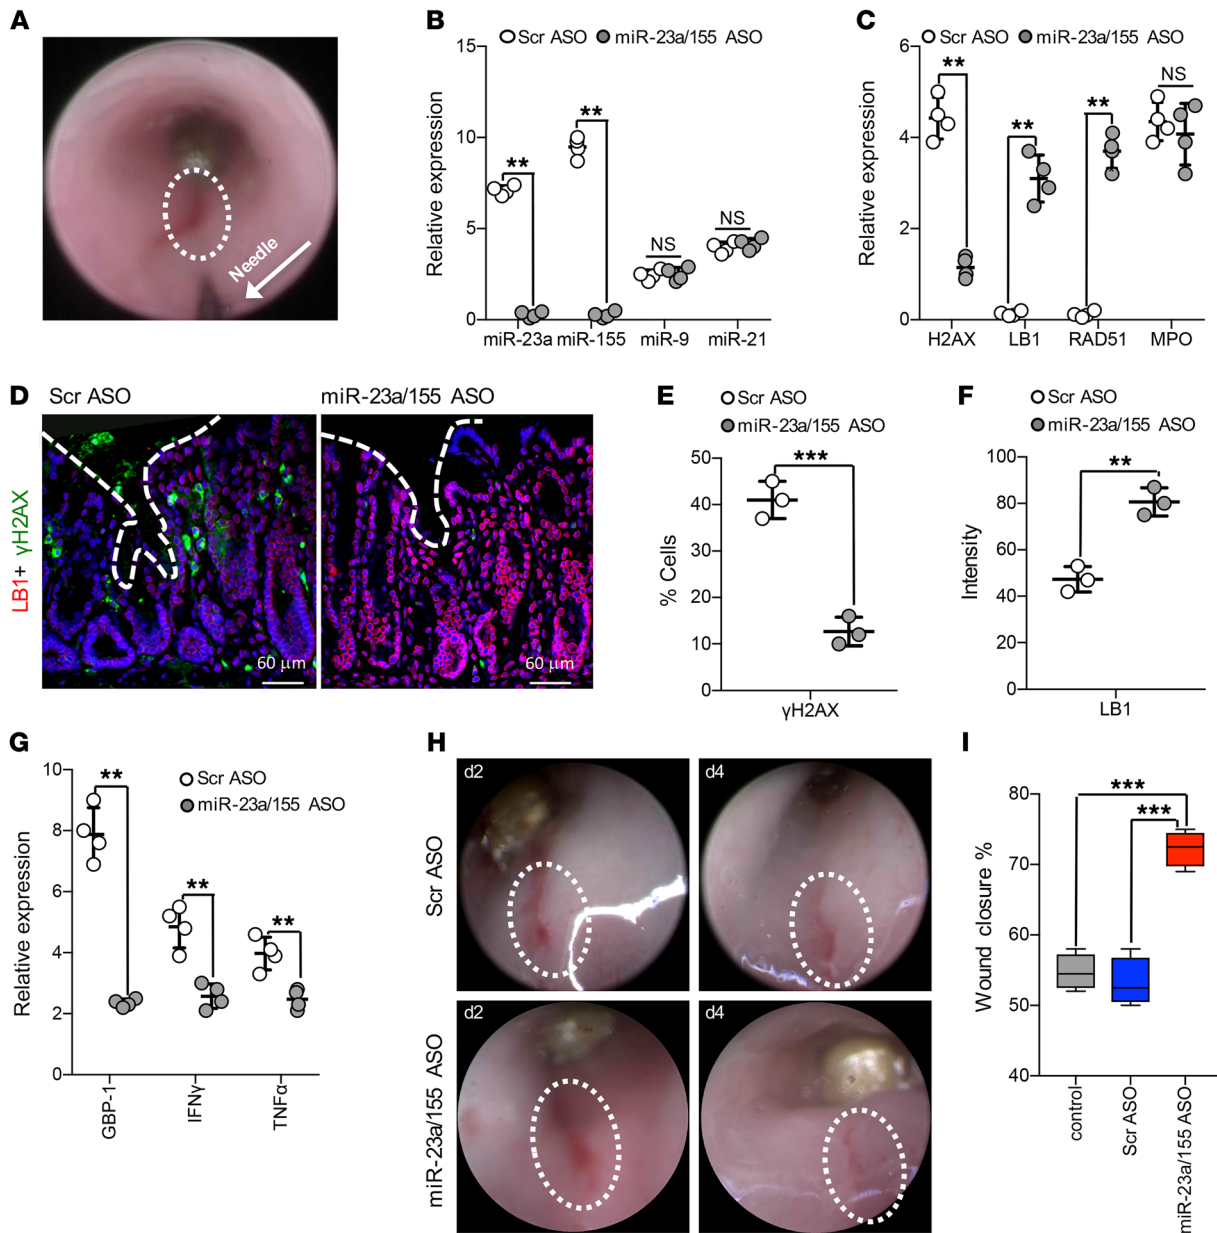 A
Needle
B
Scr ASO miR-23a/155 ASO
Relative expression
15
10
5
0
**
**
NS
NS
miR-23a miR-155 miR-9 miR-21
C
Scr ASO miR-23a/155 ASO
Relative expression
6
4
2
0
**
**
**
NS
H2AX LB1 RAD51 MPO
D
Scr ASO miR-23a/155 ASO
LB1+ γH2AX
60 μm
60 μm
E
Scr ASO
miR-23a/155 ASO
% Cells
50
40
30
20
10
0
***
γH2AX
F
Scr ASO
miR-23a/155 ASO
Intensity
100
80
60
40
20
0
**
LB1
G
Scr ASO
miR-23a/155 ASO
Relative expression
10
8
6
4
2
0
**
**
**
GBP-1
IFNγ
TNFα
H
Scr ASO
d2
d4
miR-23a/155 ASO
d2
d4
I
Wound closure %
80
70
60
50
40
***
***
control
Scr ASO
miR-23a/155 ASO